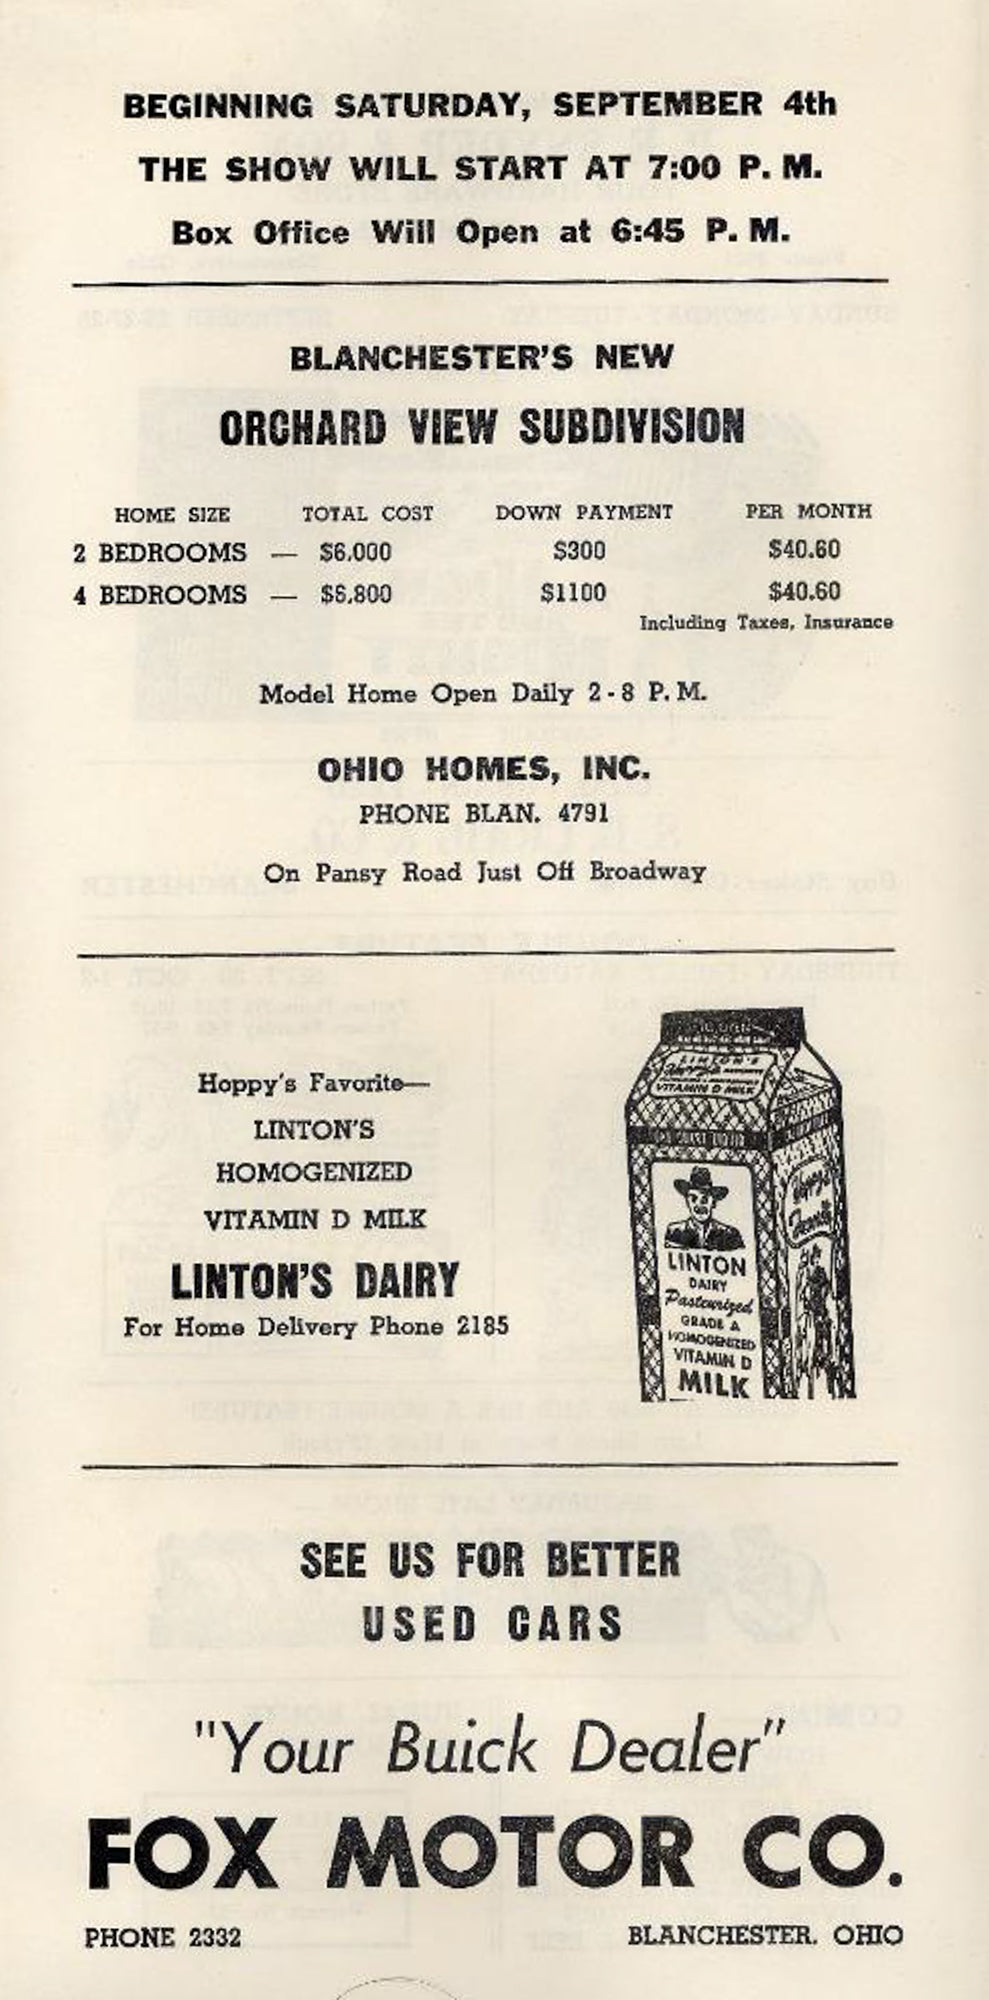 BEGINNING SATURDAY, SEPTEMBER 4th
THE SHOW WILL START AT 7:00 P. M.
Box Office Will Open at 6:45 P. M.
BLANCHESTER'S NEW
ORCHARD VIEW SUBDIVISION
HOME SIZE TOTAL COST DOWN PAYMENT PER MONTH
2 BEDROOMS — $6,000 $300 $40.60
4 BEDROOMS — $6,800 $1100 $40.60
Including Taxes, Insurance
Model Home Open Daily 2 - 8 P. M.
OHIO HOMES, INC.
PHONE BLAN. 4791
On Pansy Road Just Off Broadway
Hoppy's Favorite—
LINTON'S
HOMOGENIZED
VITAMIN D MILK
LINTON'S DAIRY
For Home Delivery Phone 2185
LINTON'S
VITAMIN D MILK
Hoppy's
Favorite
LINTON
DAIRY
Pasteurized
GRADE A
HOMOGENIZED
VITAMIN D
MILK
SEE US FOR BETTER
USED CARS
"Your Buick Dealer"
FOX MOTOR CO.
PHONE 2332 BLANCHESTER, OHIO